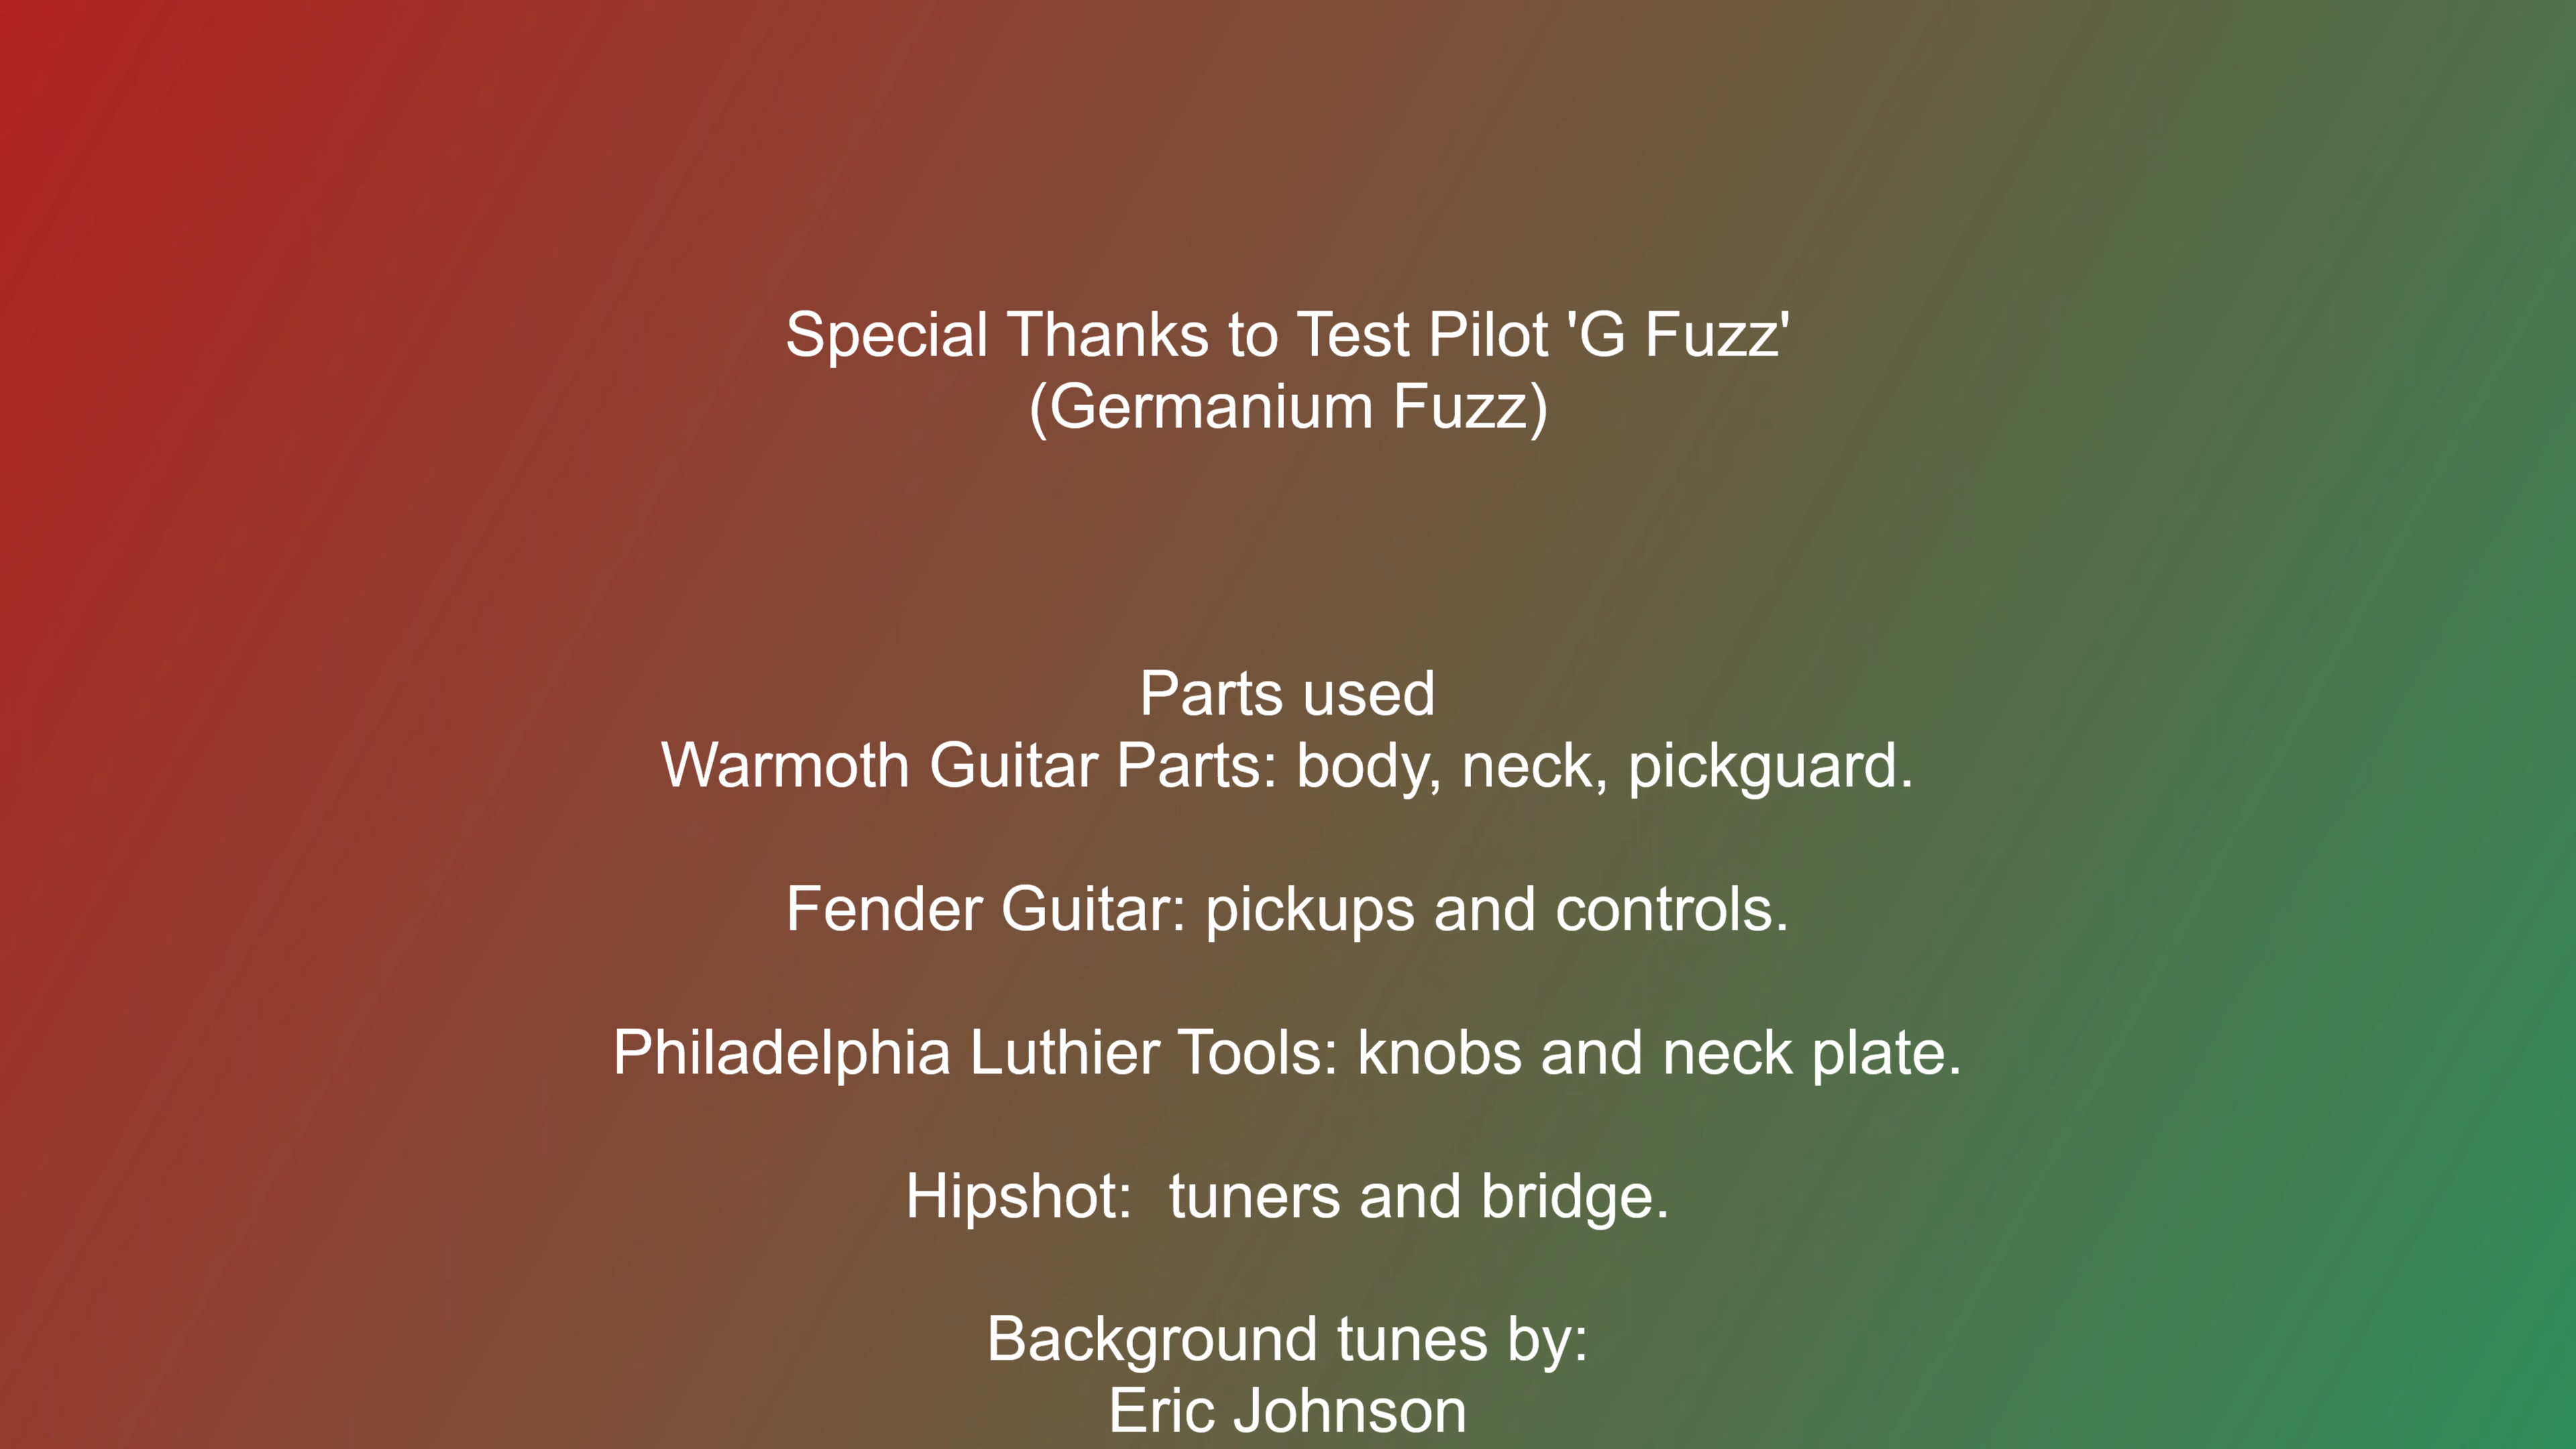 Special Thanks to Test Pilot 'G Fuzz'
(Germanium Fuzz)
Parts used
Warmoth Guitar Parts: body, neck, pickguard.
Fender Guitar: pickups and controls.
Philadelphia Luthier Tools: knobs and neck plate.
Hipshot:  tuners and bridge.
Background tunes by:
Eric Johnson